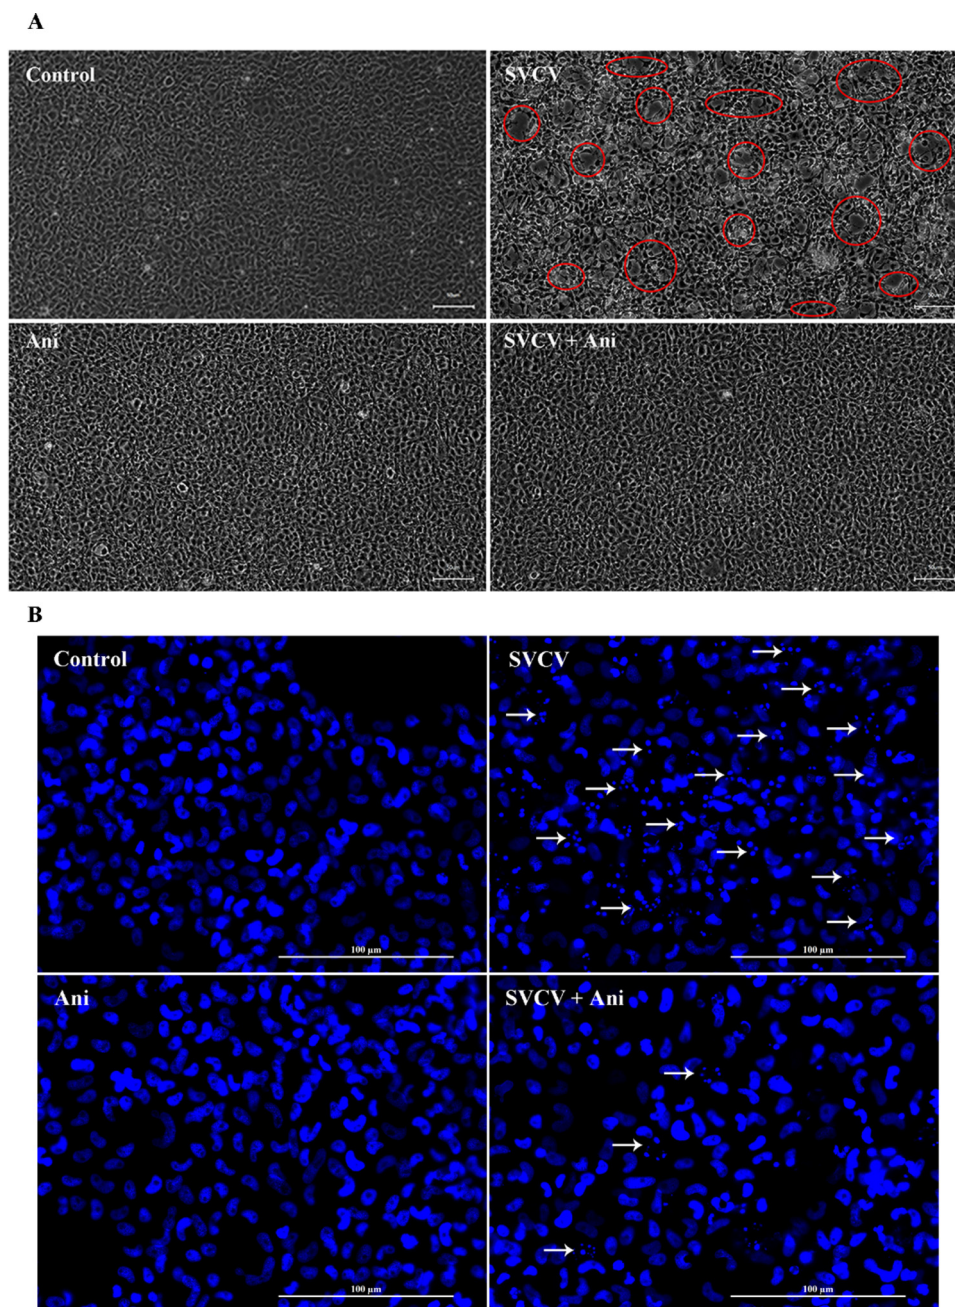 A
Control
SVCV
Ani
SVCV + Ani
B
Control
SVCV
100 µm
100 µm
Ani
SVCV + Ani
100 µm
100 µm